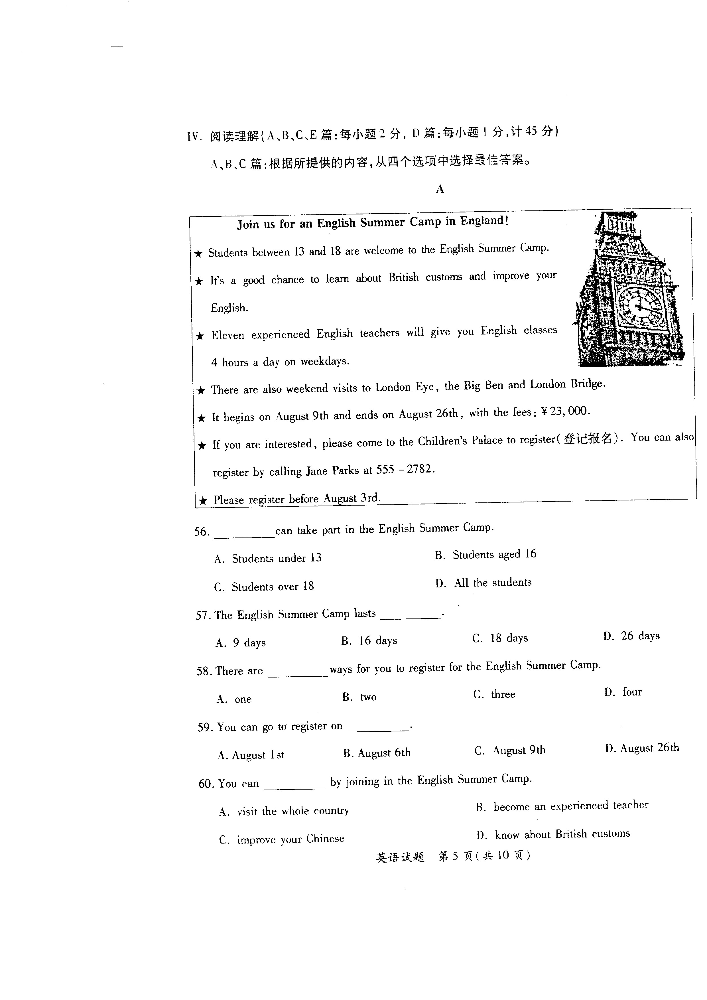 IV. 阅读理解(A、B、C、E 篇:每小题 2 分, D 篇:每小题 1 分,计 45 分)
A、B、C 篇:根据所提供的内容,从四个选项中选择最佳答案。
A
Join us for an English Summer Camp in England!
★ Students between 13 and 18 are welcome to the English Summer Camp.
★ It's a good chance to learn about British customs and improve your
English.
★ Eleven experienced English teachers will give you English classes
4 hours a day on weekdays.
★ There are also weekend visits to London Eye, the Big Ben and London Bridge.
★ It begins on August 9th and ends on August 26th, with the fees: ¥23,000.
★ If you are interested, please come to the Children's Palace to register(登记报名). You can also
register by calling Jane Parks at 555-2782.
★ Please register before August 3rd.
56. __________ can take part in the English Summer Camp.
A. Students under 13 B. Students aged 16
C. Students over 18 D. All the students
57. The English Summer Camp lasts __________.
A. 9 days B. 16 days C. 18 days D. 26 days
58. There are __________ ways for you to register for the English Summer Camp.
A. one B. two C. three D. four
59. You can go to register on __________.
A. August 1st B. August 6th C. August 9th D. August 26th
60. You can __________ by joining in the English Summer Camp.
A. visit the whole country B. become an experienced teacher
C. improve your Chinese D. know about British customs
英语试题 第 5 页(共 10 页)